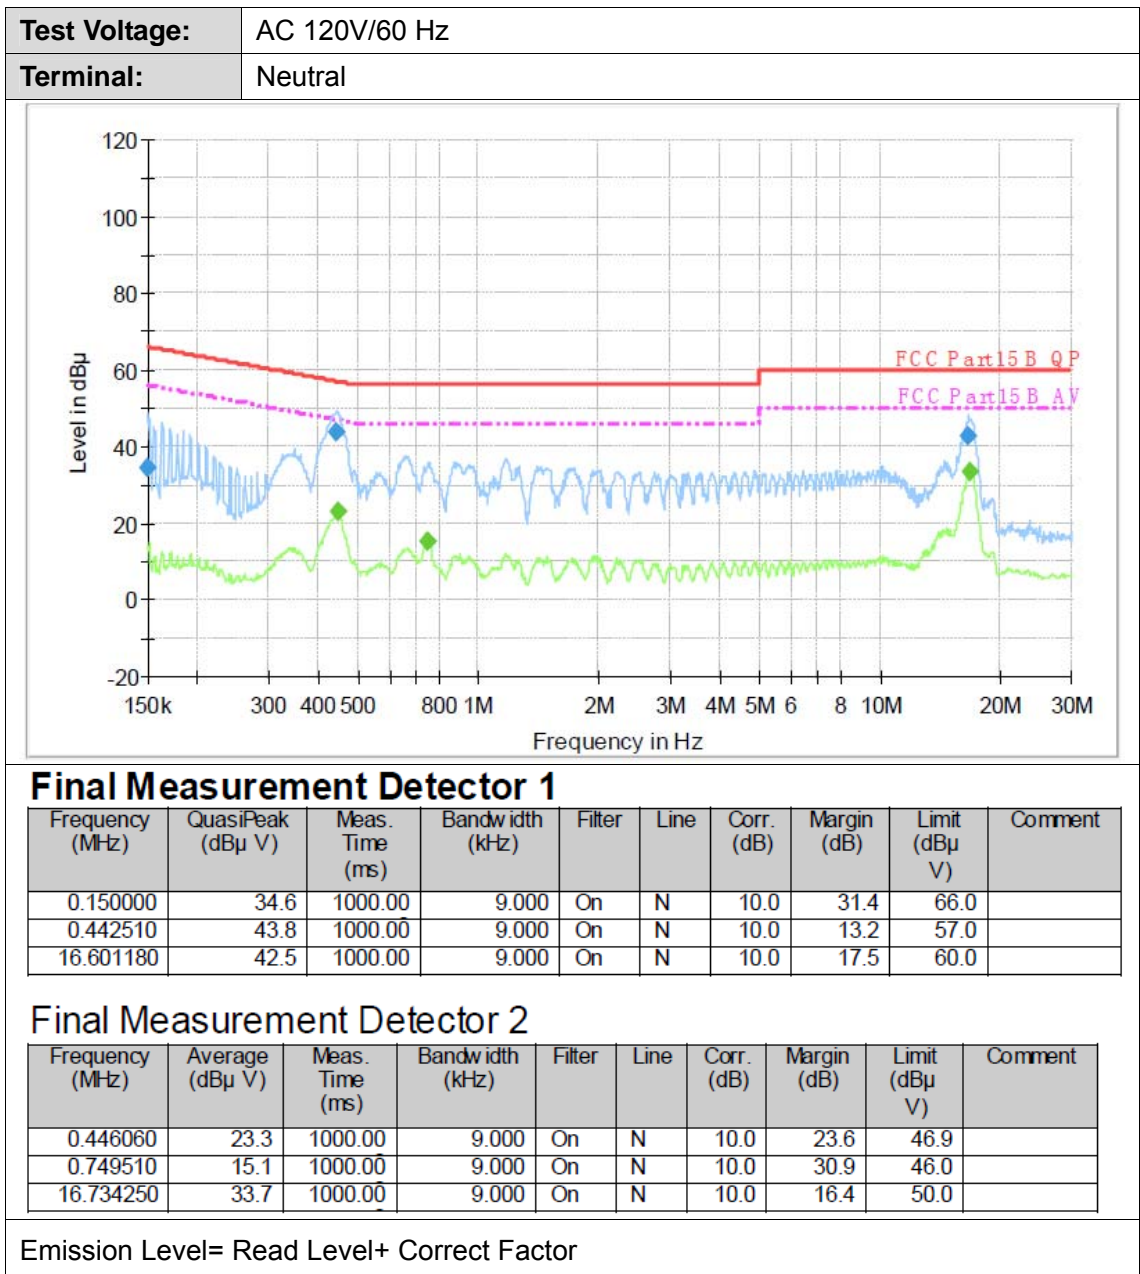 Test Voltage: AC 120V/60 Hz
Terminal: Neutral
120
100
80
60
40
20
0
-20
Level in dBµ
FCC Part15 B QP
FCC Part15 B AV
150k 300 400 500 800 1M 2M 3M 4M 5M 6 8 10M 20M 30M
Frequency in Hz
Final Measurement Detector 1
Frequency (MHz) QuasiPeak (dBµ V) Meas. Time (ms) Bandwidth (kHz) Filter Line Corr. (dB) Margin (dB) Limit (dBµ V) Comment
0.150000 34.6 1000.00 9.000 On N 10.0 31.4 66.0
0.442510 43.8 1000.00 9.000 On N 10.0 13.2 57.0
16.601180 42.5 1000.00 9.000 On N 10.0 17.5 60.0
Final Measurement Detector 2
Frequency (MHz) Average (dBµ V) Meas. Time (ms) Bandwidth (kHz) Filter Line Corr. (dB) Margin (dB) Limit (dBµ V) Comment
0.446060 23.3 1000.00 9.000 On N 10.0 23.6 46.9
0.749510 15.1 1000.00 9.000 On N 10.0 30.9 46.0
16.734250 33.7 1000.00 9.000 On N 10.0 16.4 50.0
Emission Level= Read Level+ Correct Factor